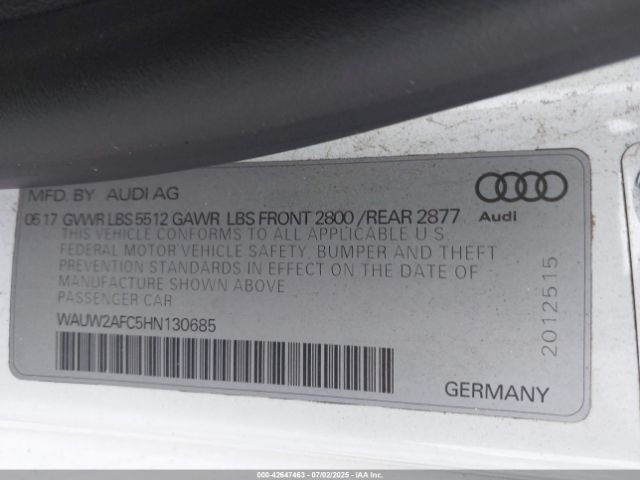 MFD. BY AUDI AG
05 17 GVWR LBS 5512 GAWR LBS FRONT 2800 /REAR 2877
Audi
THIS VEHICLE CONFORMS TO ALL APPLICABLE U S
FEDERAL MOTOR VEHICLE SAFETY, BUMPER AND THEFT
PREVENTION STANDARDS IN EFFECT ON THE DATE OF
MANUFACTURE SHOWN ABOVE
PASSENGER CAR
WAUW2AFC5HN130685
2012515
GERMANY
000-42647463 - 07/02/2025 - IAA Inc.